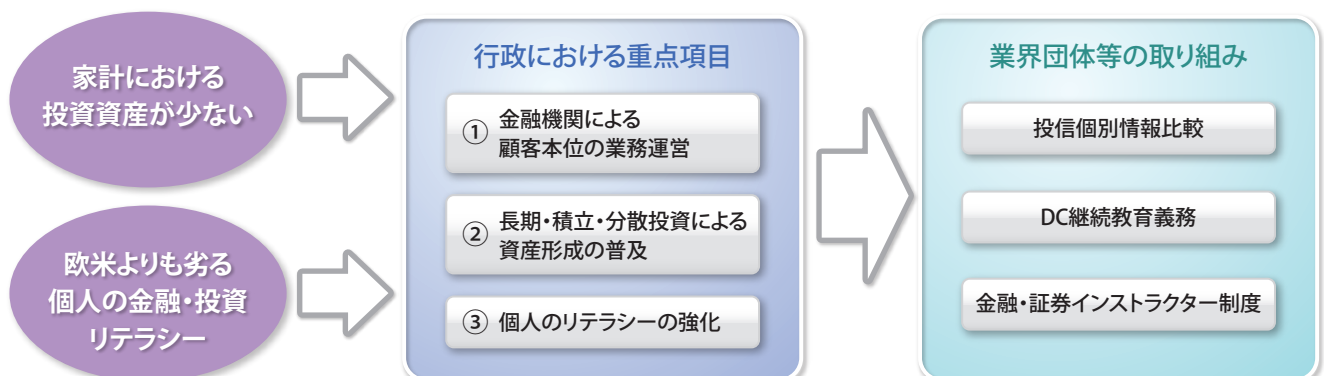 家計における
投資資産が少ない
欧米よりも劣る
個人の金融・投資
リテラシー
行政における重点項目
① 金融機関による
顧客本位の業務運営
② 長期・積立・分散投資による
資産形成の普及
③ 個人のリテラシーの強化
業界団体等の取り組み
投信個別情報比較
DC継続教育義務
金融・証券インストラクター制度